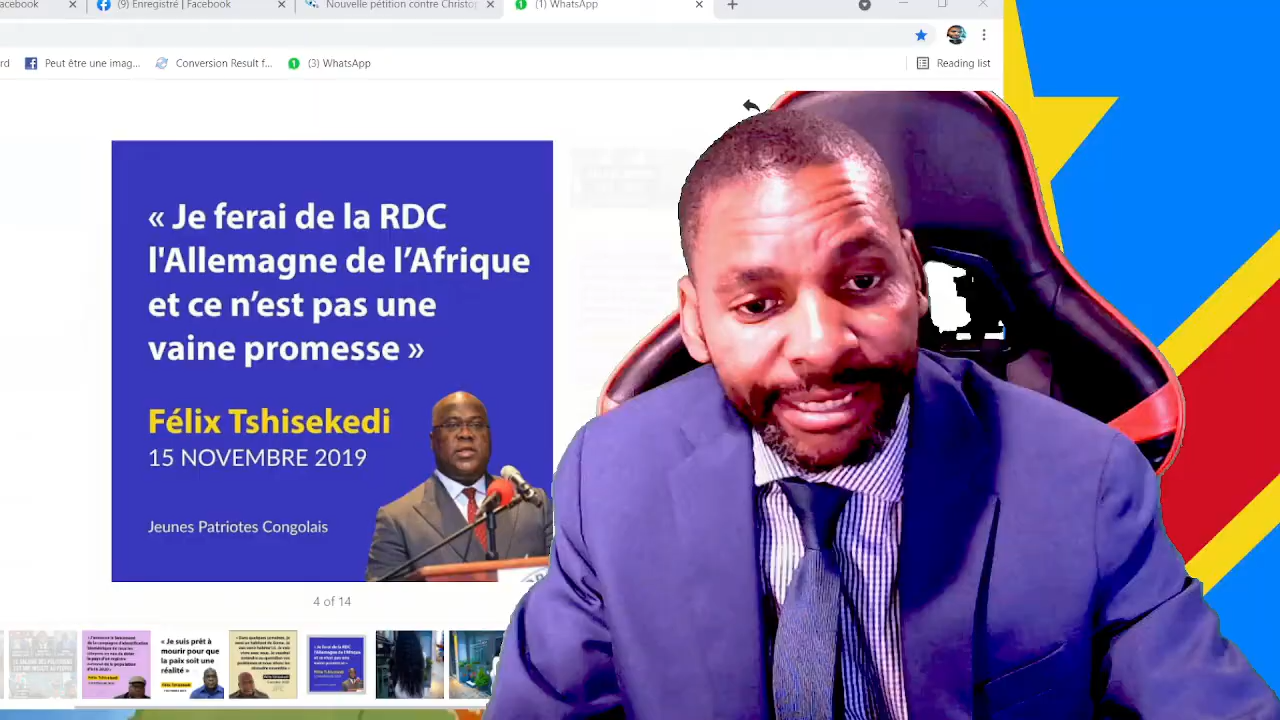 acebook
(9) Enregistré | Facebook
Nouvelle pétition contre Christop
(1) WhatsApp
rd
Peut être une imag...
Conversion Result f...
(3) WhatsApp
Reading list
« Je ferai de la RDC
l'Allemagne de l’Afrique
et ce n’est pas une
vaine promesse »
Félix Tshisekedi
15 NOVEMBRE 2019
Jeunes Patriotes Congolais
4 of 14
« Je suis prêt à
mourir pour que
la paix soit une
réalité »